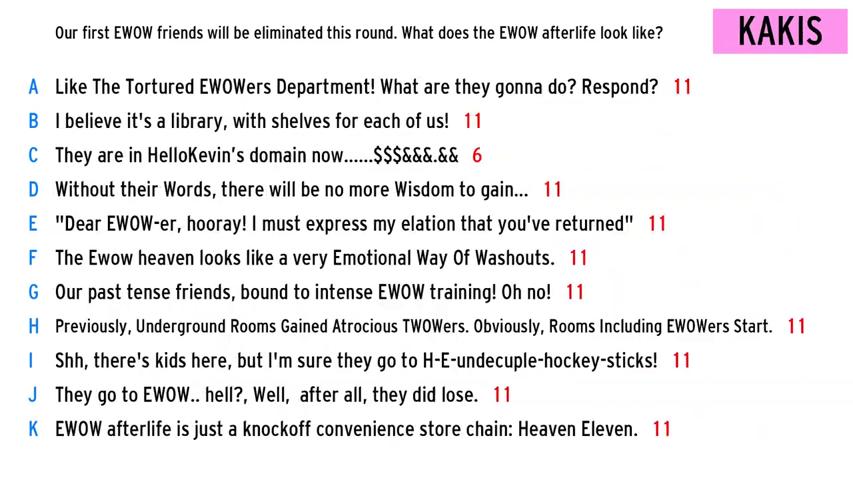 Our first EWOW friends will be eliminated this round. What does the EWOW afterlife look like?
KAKIS
A Like The Tortured EWOWers Department! What are they gonna do? Respond? 11
B I believe it's a library, with shelves for each of us! 11
C They are in HelloKevin's domain now......$$$&&&.&& 6
D Without their Words, there will be no more Wisdom to gain... 11
E "Dear EWOW-er, hooray! I must express my elation that you've returned" 11
F The Ewow heaven looks like a very Emotional Way Of Washouts. 11
G Our past tense friends, bound to intense EWOW training! Oh no! 11
H Previously, Underground Rooms Gained Atrocious TWOWers. Obviously, Rooms Including EWOWers Start. 11
I Shh, there's kids here, but I'm sure they go to H-E-undecuple-hockey-sticks! 11
J They go to EWOW.. hell?, Well, after all, they did lose. 11
K EWOW afterlife is just a knockoff convenience store chain: Heaven Eleven. 11